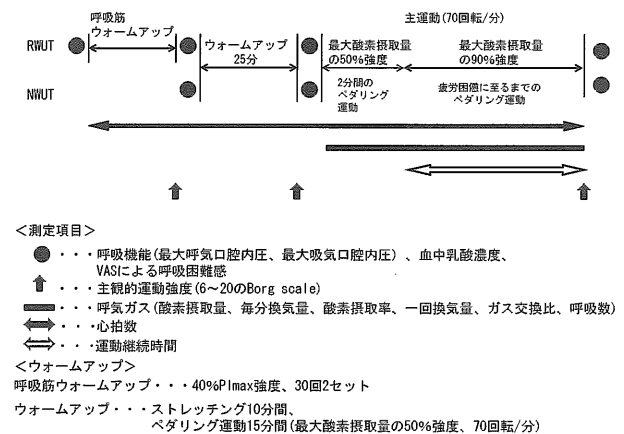 呼吸筋
ウォームアップ
主運動(70回転/分)
RWUT
ウォームアップ
25分
最大酸素摂取量
の50%強度
最大酸素摂取量
の90%強度
NWUT
2分間の
ペダリング
運動
疲労困憊に至るまでの
ペダリング運動
<測定項目>
・・・呼吸機能(最大呼気口腔内圧、最大吸気口腔内圧)、血中乳酸濃度、
VASによる呼吸困難感
・・・主観的運動強度(6~20のBorg scale)
・・・呼気ガス(酸素摂取量、毎分換気量、酸素摂取率、一回換気量、ガス交換比、呼吸数)
・・・心拍数
・・・運動継続時間
<ウォームアップ>
呼吸筋ウォームアップ・・・40%PImax強度、30回2セット
ウォームアップ・・・ストレッチング10分間、
ペダリング運動15分間(最大酸素摂取量の50%強度、70回転/分)